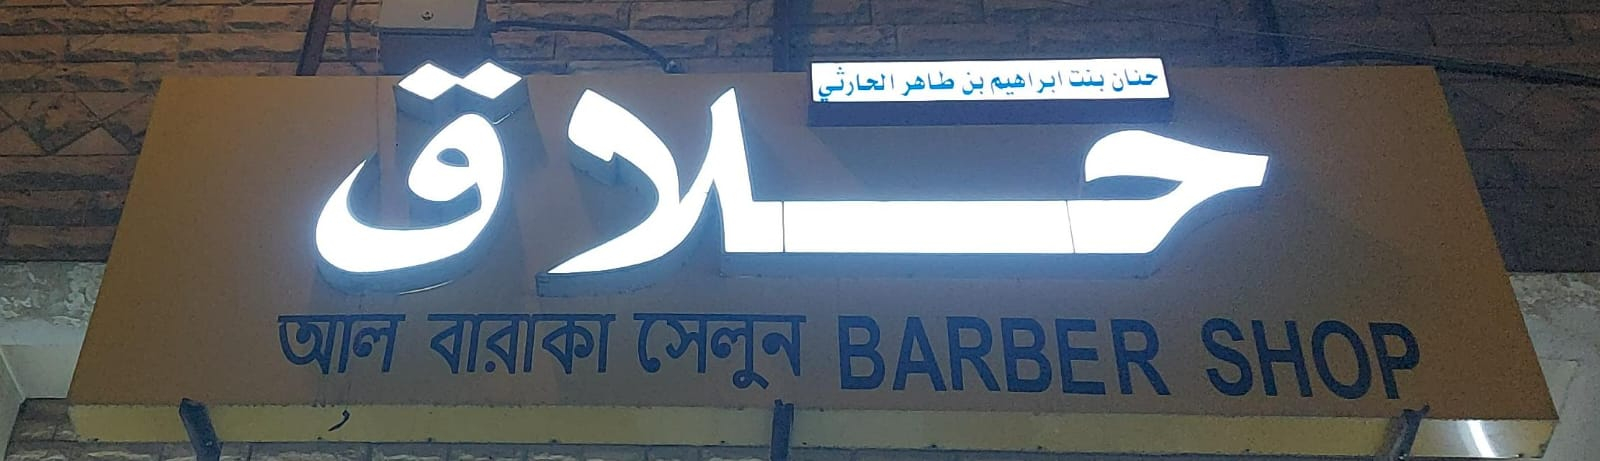 حنان بنت ابراهيم بن طاهر الحارثي
حلاق
আল বারাকা সেলুন BARBER SHOP